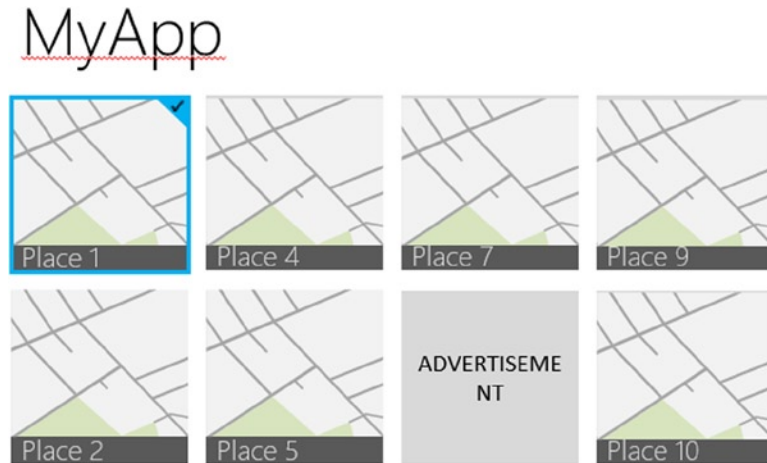 MyApp
Place 1
Place 4
Place 7
Place 9
Place 2
Place 5
ADVERTISEME
NT
Place 10